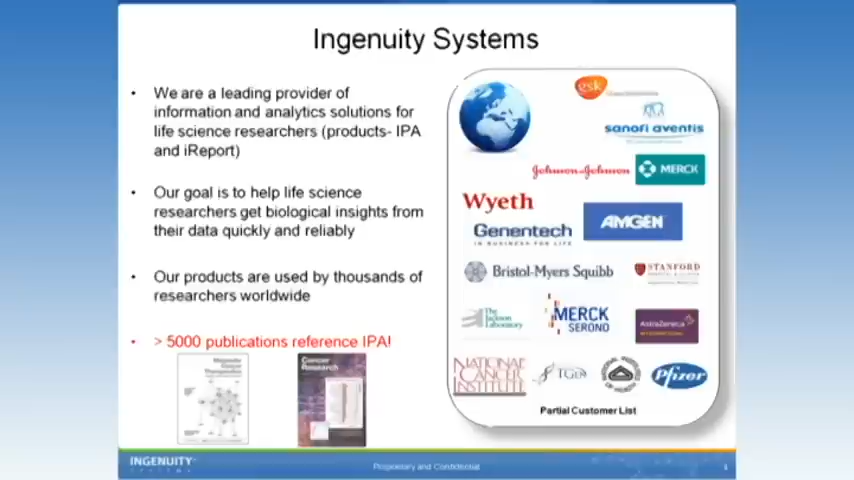 Ingenuity Systems
• We are a leading provider of
information and analytics solutions for
life science researchers (products- IPA
and iReport)
• Our goal is to help life science
researchers get biological insights from
their data quickly and reliably
• Our products are used by thousands of
researchers worldwide
• > 5000 publications reference IPA!
Cancer
Research
gsk
sanofi aventis
Johnson & Johnson
MERCK
Wyeth
Genentech
IN BUSINESS FOR LIFE
AMGEN
Bristol-Myers Squibb
STANFORD
The
Jackson
Laboratory
MERCK
SERONO
AstraZeneca
NATIONAL
CANCER
INSTITUTE
TGen
Pfizer
Partial Customer List
INGENUITY
SYSTEMS
Proprietary and Confidential
1